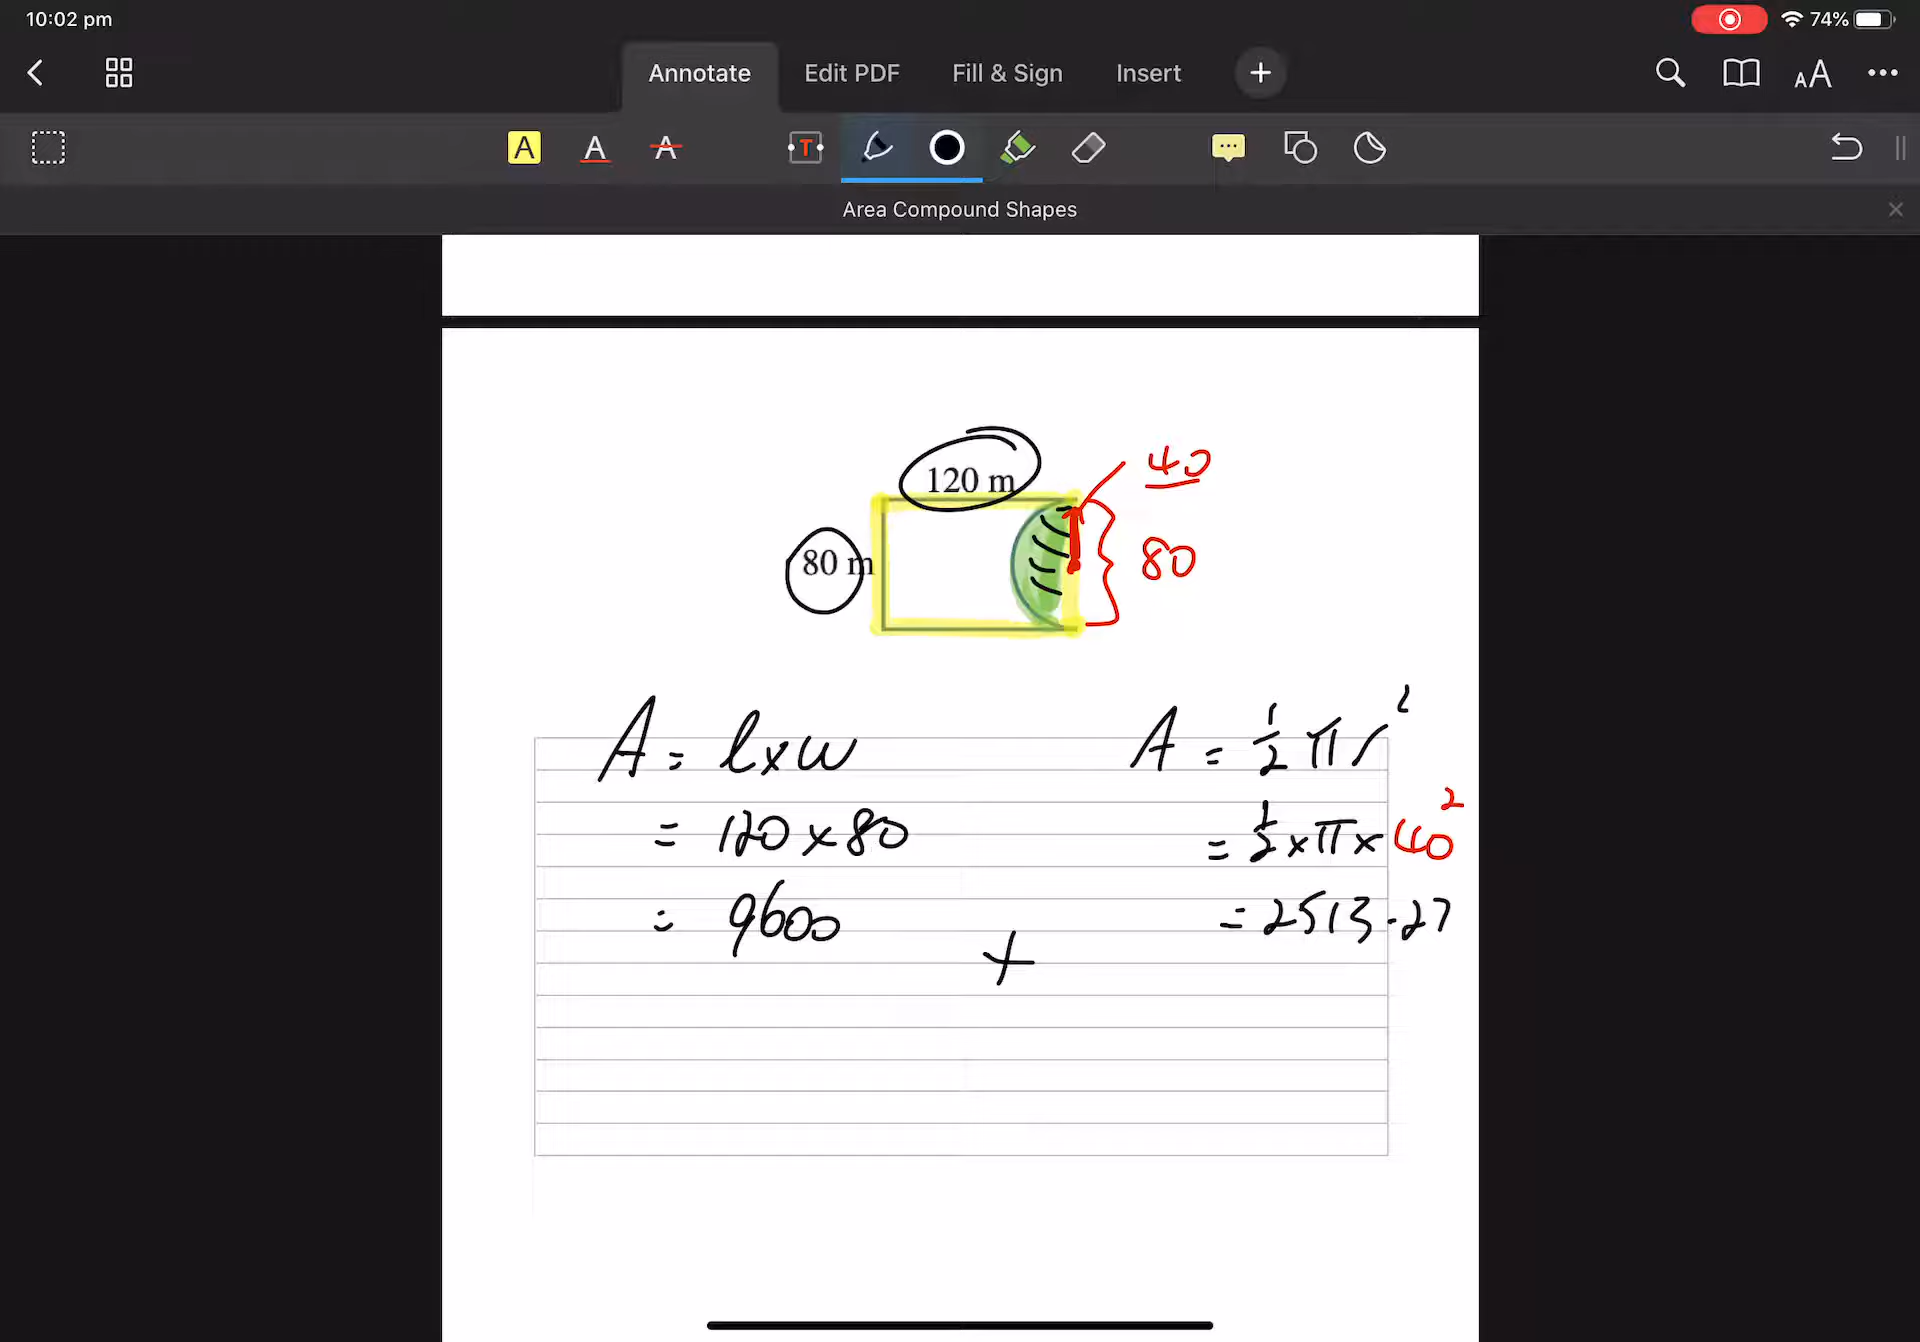 10:02 pm
74%
Annotate Edit PDF Fill & Sign Insert
A A A T AA
Area Compound Shapes
120 m 40
80 m 80
A = l x w
= 120 x 80
= 9600
+
A = 1/2 π r²
= 1/2 x π x 40²
= 2513.27